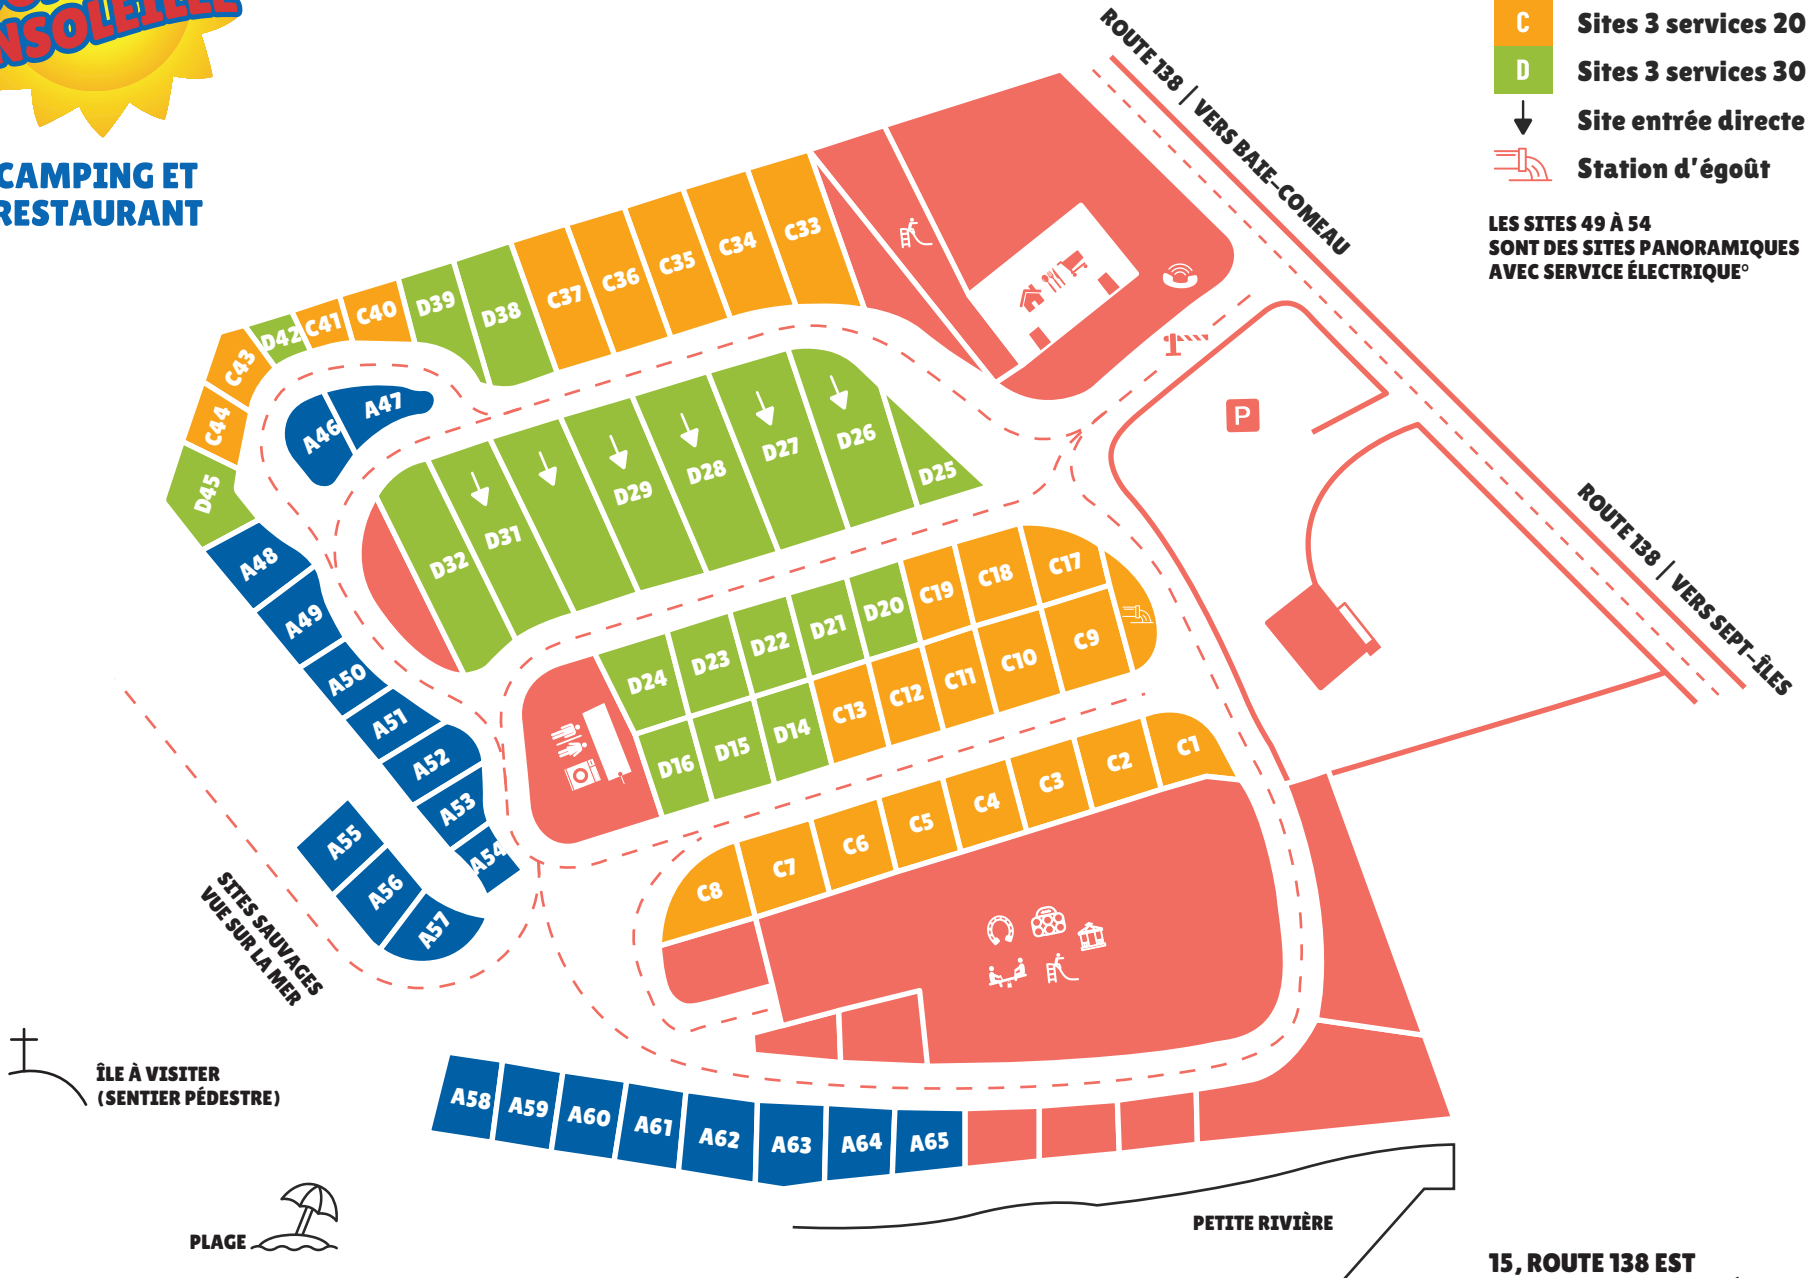 CAMPING ET
RESTAURANT
C Sites 3 services 20
D Sites 3 services 30
Site entrée directe
Station d'égoût
LES SITES 49 À 54
SONT DES SITES PANORAMIQUES
AVEC SERVICE ÉLECTRIQUE°
ROUTE 138 | VERS BAIE-COMEAU
ROUTE 138 | VERS SEPT-ÎLES
P
C33
C34
C35
C36
C37
D38
D39
C40
C41
D42
C43
C44
D45
A46
A47
A48
A49
A50
A51
A52
A53
A54
A55
A56
A57
D25
D26
D27
D28
D29
D31
D32
C17
C18
C19
D20
D21
D22
D23
D24
C9
C10
C11
C12
C13
D14
D15
D16
C1
C2
C3
C4
C5
C6
C7
C8
A58
A59
A60
A61
A62
A63
A64
A65
SITES SAUVAGES
VUE SUR LA MER
ÎLE À VISITER
(SENTIER PÉDESTRE)
PLAGE
PETITE RIVIÈRE
15, ROUTE 138 EST